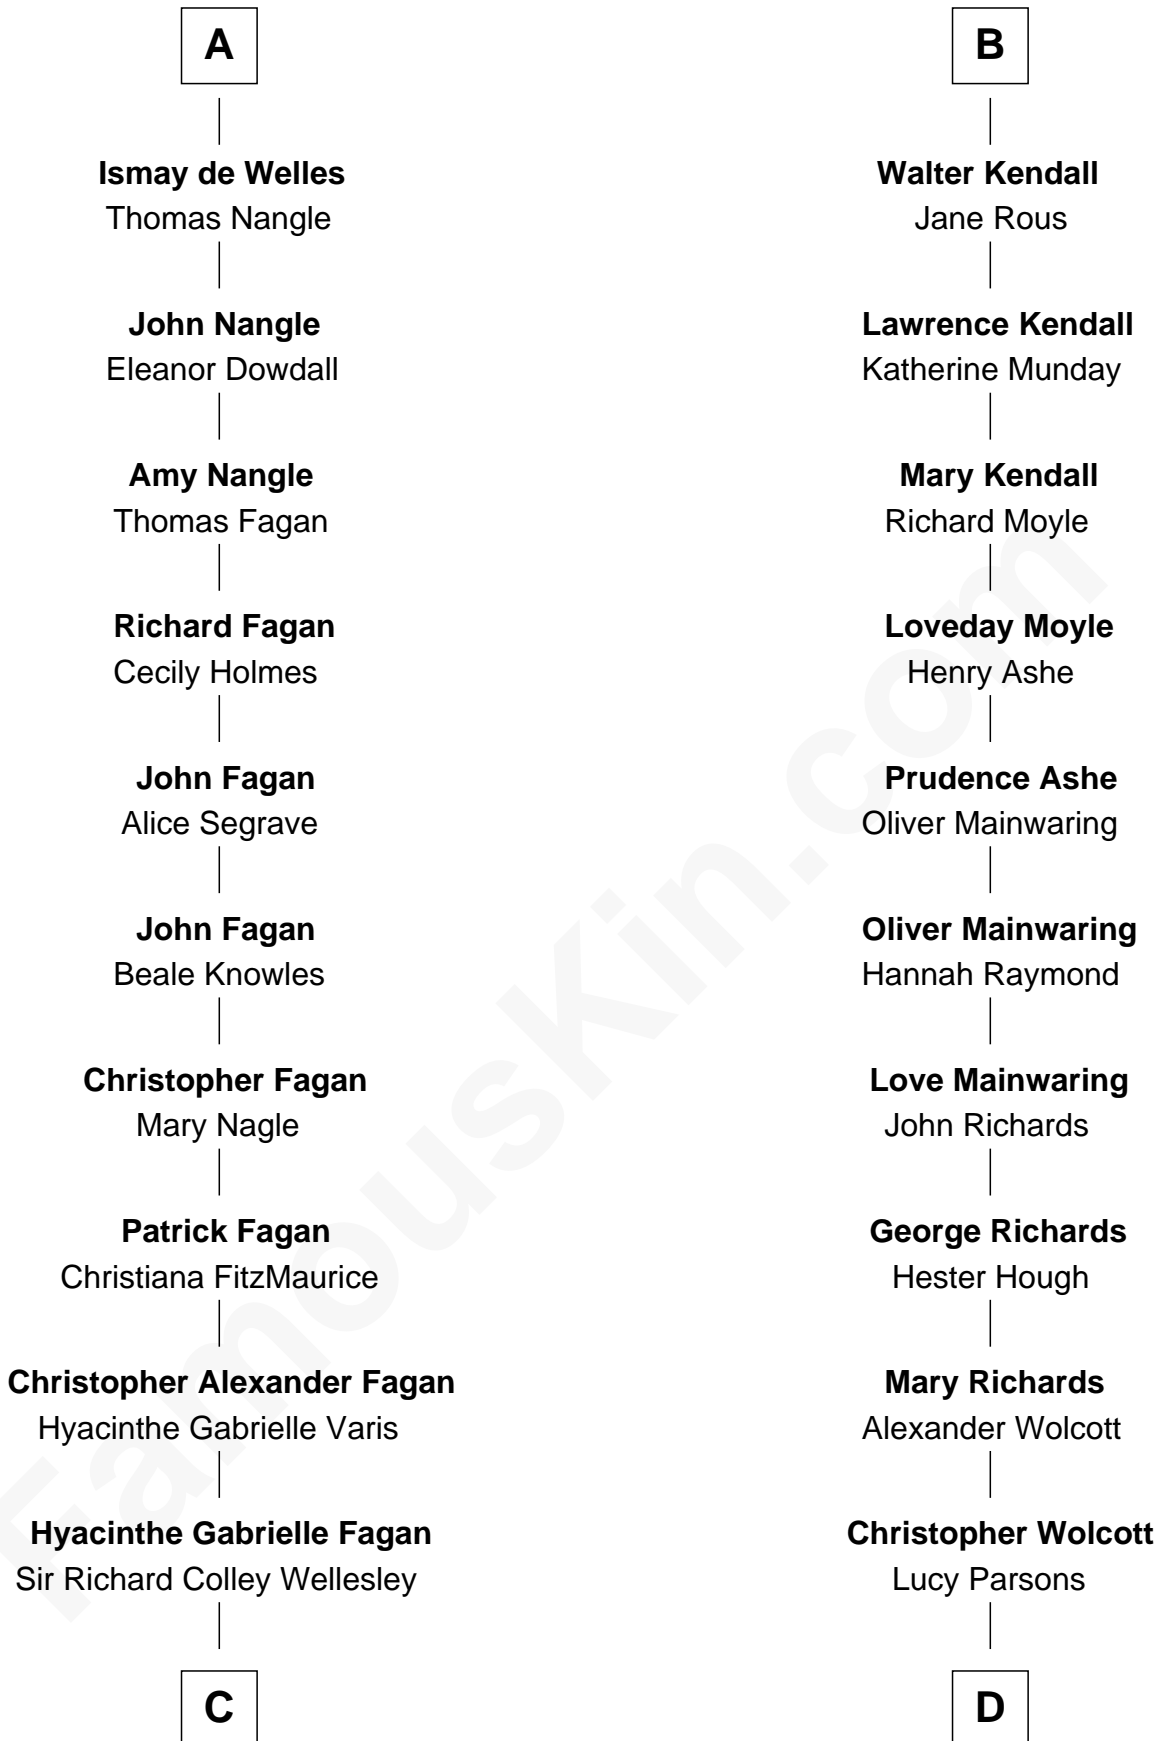 A
Ismay de Welles
Thomas Nangle
John Nangle
Eleanor Dowdall
Amy Nangle
Thomas Fagan
Richard Fagan
Cecily Holmes
John Fagan
Alice Segrave
John Fagan
Beale Knowles
Christopher Fagan
Mary Nagle
Patrick Fagan
Christiana FitzMaurice
Christopher Alexander Fagan
Hyacinthe Gabrielle Varis
Hyacinthe Gabrielle Fagan
Sir Richard Colley Wellesley
C
B
Walter Kendall
Jane Rous
Lawrence Kendall
Katherine Munday
Mary Kendall
Richard Moyle
Loveday Moyle
Henry Ashe
Prudence Ashe
Oliver Mainwaring
Oliver Mainwaring
Hannah Raymond
Love Mainwaring
John Richards
George Richards
Hester Hough
Mary Richards
Alexander Wolcott
Christopher Wolcott
Lucy Parsons
D
FamousKin.com